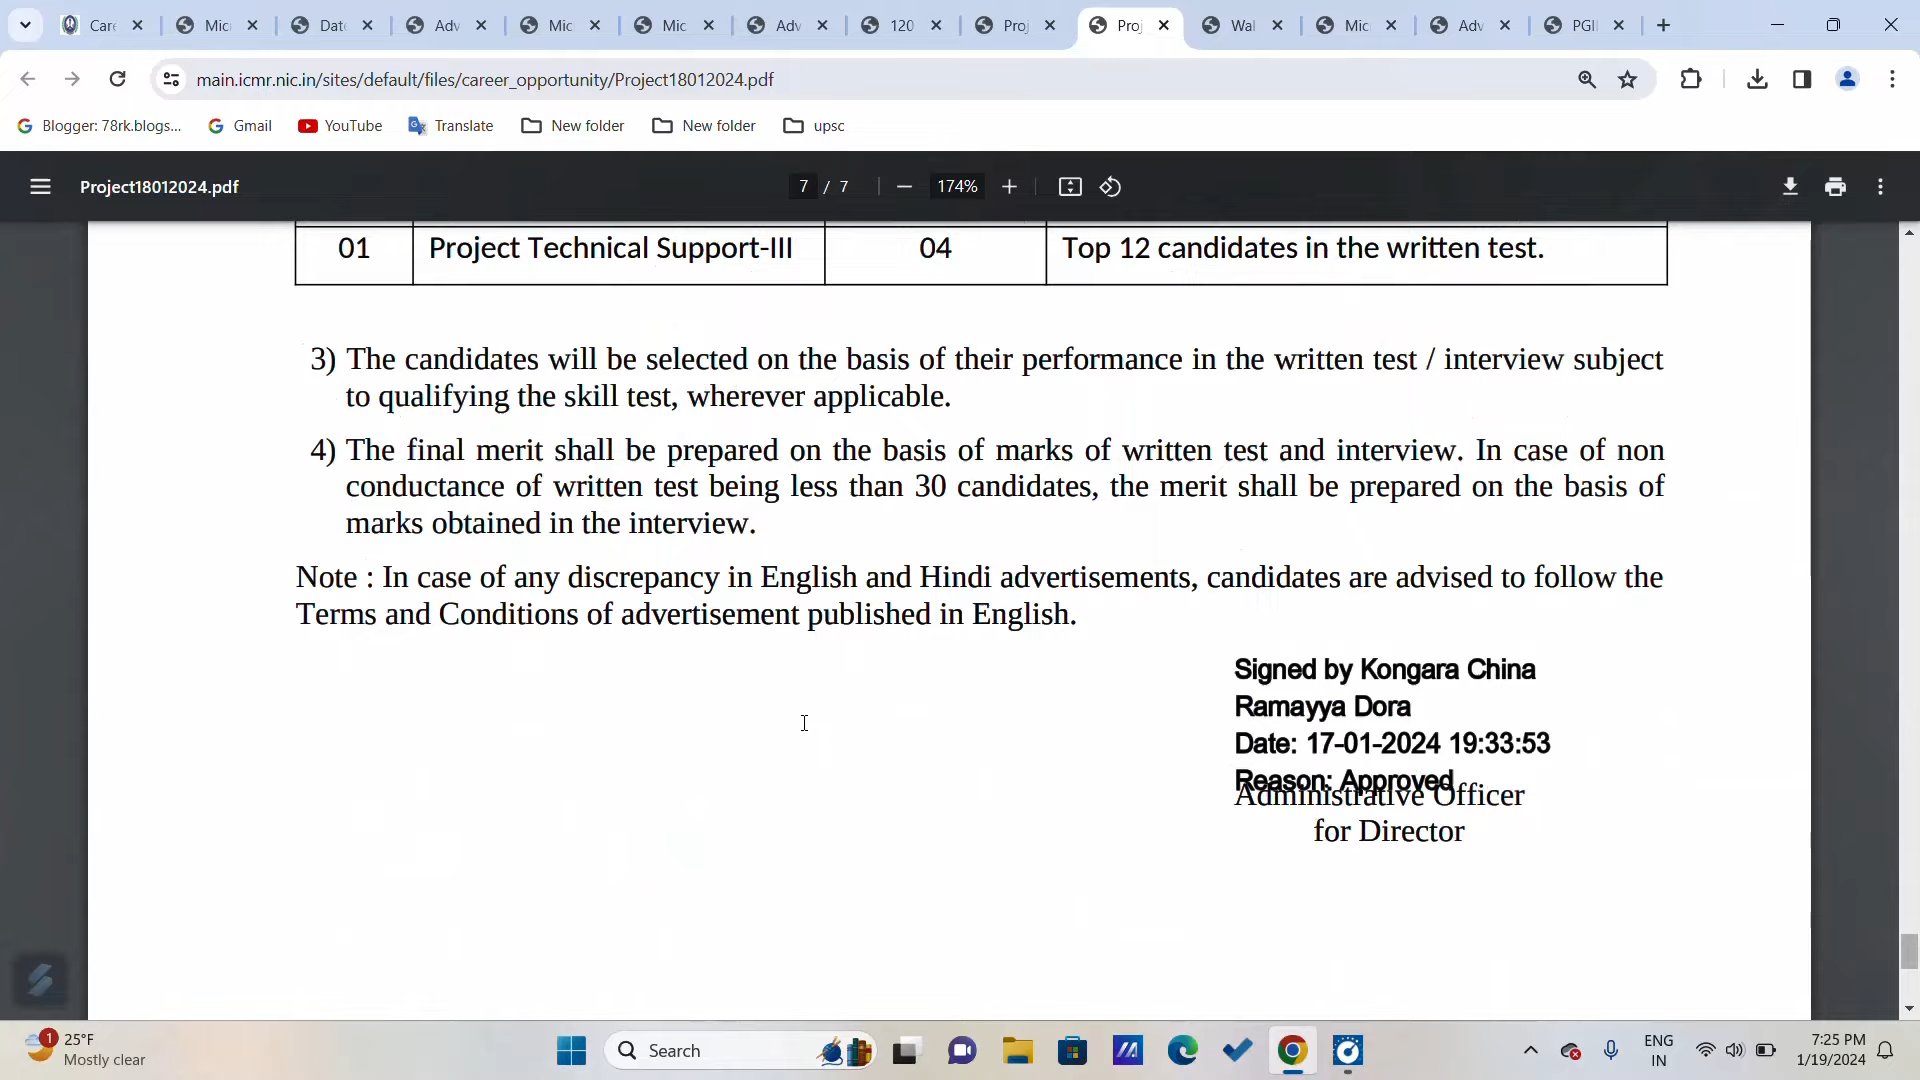 Care
Mic
Date
Adv
Mic
Mic
Adv
120
Proj
Proj
Wal
Mic
Adv
PGI
main.icmr.nic.in/sites/default/files/career_opportunity/Project18012024.pdf
Blogger: 78rk.blogs...
Gmail
YouTube
Translate
New folder
New folder
upsc
Project18012024.pdf
7 / 7
174%
01 Project Technical Support-III 04 Top 12 candidates in the written test.
3) The candidates will be selected on the basis of their performance in the written test / interview subject
to qualifying the skill test, wherever applicable.
4) The final merit shall be prepared on the basis of marks of written test and interview. In case of non
conductance of written test being less than 30 candidates, the merit shall be prepared on the basis of
marks obtained in the interview.
Note : In case of any discrepancy in English and Hindi advertisements, candidates are advised to follow the
Terms and Conditions of advertisement published in English.
Signed by Kongara China
Ramayya Dora
Date: 17-01-2024 19:33:53
Reason: Approved
Administrative Officer
for Director
1
25°F
Mostly clear
Search
ENG
IN
7:25 PM
1/19/2024